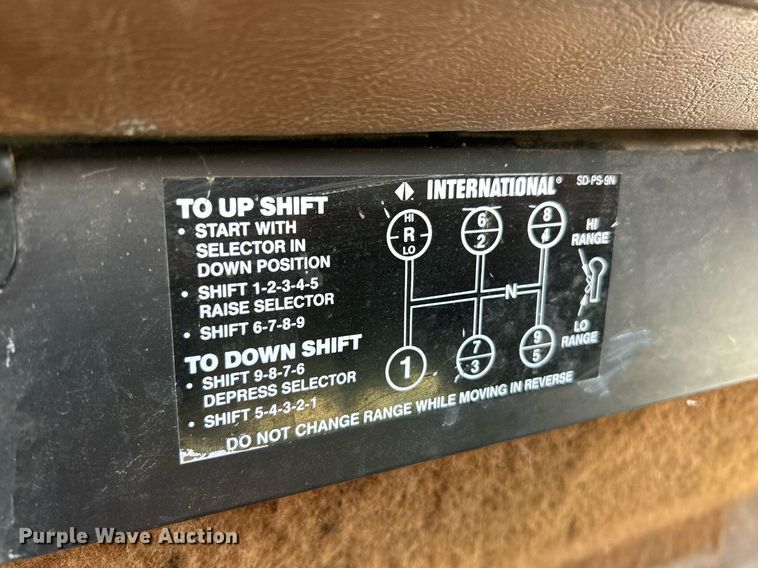 INTERNATIONAL®
SD-PS-9N
TO UP SHIFT
• START WITH
SELECTOR IN
DOWN POSITION
• SHIFT 1-2-3-4-5
RAISE SELECTOR
• SHIFT 6-7-8-9
TO DOWN SHIFT
• SHIFT 9-8-7-6
DEPRESS SELECTOR
• SHIFT 5-4-3-2-1
HI
R
LO
6
2
8
4
N
1
7
3
9
5
HI
RANGE
LO
RANGE
DO NOT CHANGE RANGE WHILE MOVING IN REVERSE
Purple Wave Auction